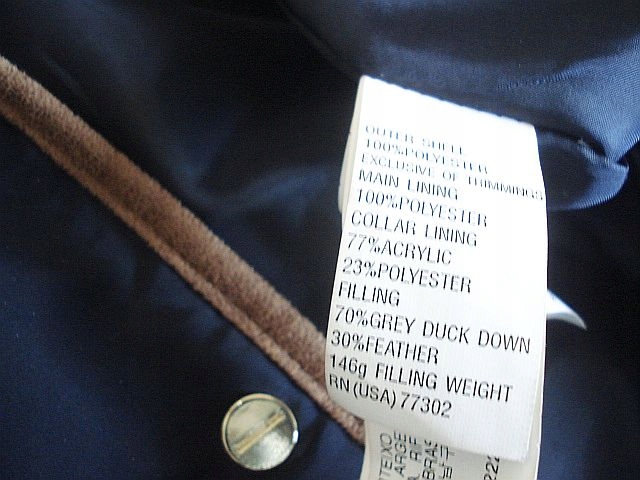 OUTER SHELL
100%POLYESTER
EXCLUSIVE OF TRIMMINGS
MAIN LINING
100%POLYESTER
COLLAR LINING
77%ACRYLIC
23%POLYESTER
FILLING
70%GREY DUCK DOWN
30%FEATHER
146g FILLING WEIGHT
RN(USA)77302